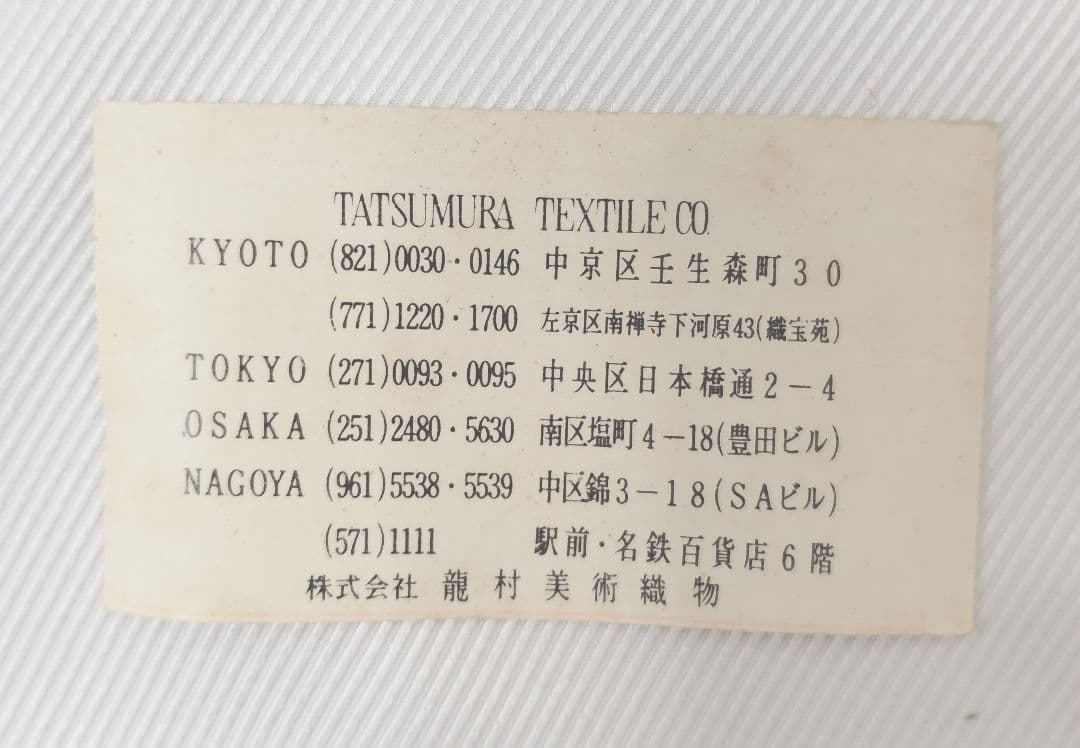 TATSUMURA TEXTILE CO.
KYOTO (821)0030・0146 中京区壬生森町30
(771)1220・1700 左京区南禅寺下河原43(織宝苑)
TOKYO (271)0093・0095 中央区日本橋通2−4
OSAKA (251)2480・5630 南区塩町4−18(豊田ビル)
NAGOYA (961)5538・5539 中区錦3−18(SAビル)
(571)1111 駅前・名鉄百貨店6階
株式会社 龍村美術織物